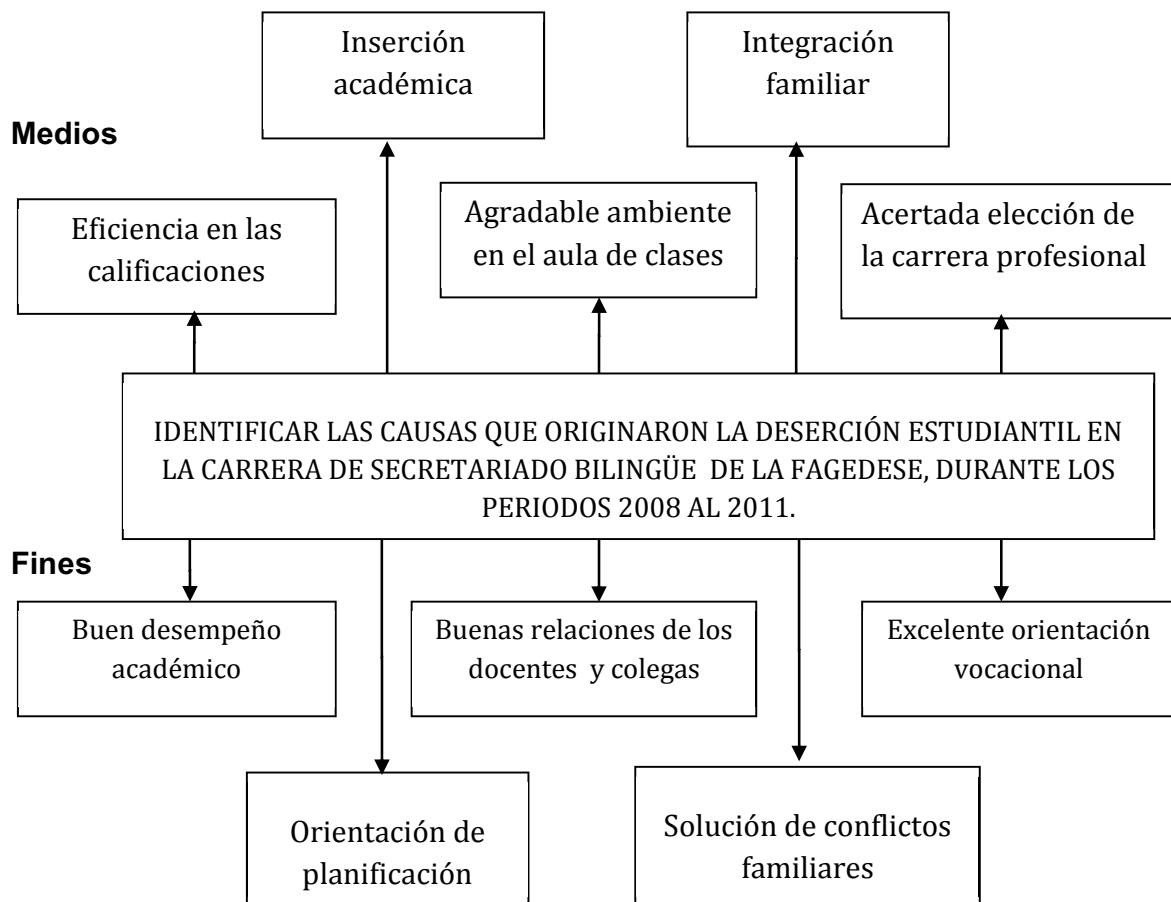 Inserción
académica
Integración
familiar
Medios
Eficiencia en las
calificaciones
Agradable ambiente
en el aula de clases
Acertada elección de
la carrera profesional
IDENTIFICAR LAS CAUSAS QUE ORIGINARON LA DESERCIÓN ESTUDIANTIL EN
LA CARRERA DE SECRETARIADO BILINGÜE DE LA FAGEDESE, DURANTE LOS
PERIODOS 2008 AL 2011.
Fines
Buen desempeño
académico
Buenas relaciones de los
docentes y colegas
Excelente orientación
vocacional
Orientación de
planificación
Solución de conflictos
familiares